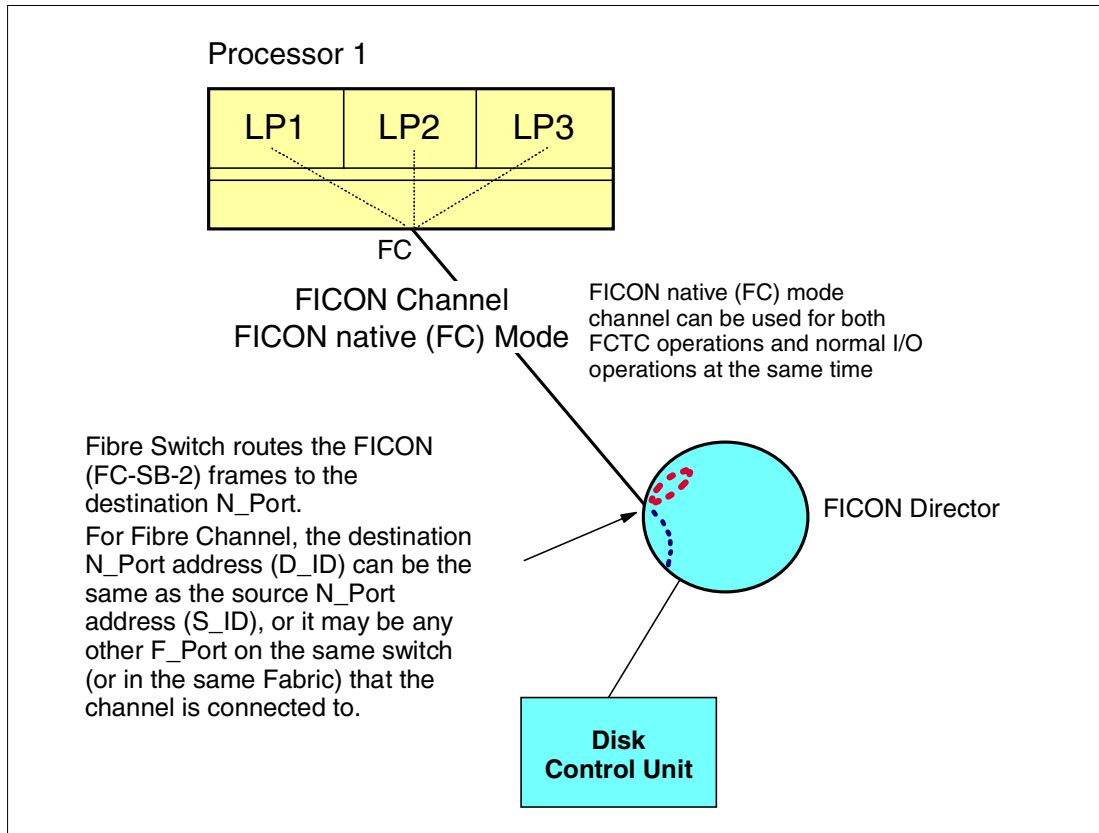 Processor 1
LP1 LP2 LP3
FC
FICON Channel
FICON native (FC) Mode
FICON native (FC) mode
channel can be used for both
FCTC operations and normal I/O
operations at the same time
Fibre Switch routes the FICON
(FC-SB-2) frames to the
destination N_Port.
For Fibre Channel, the destination
N_Port address (D_ID) can be the
same as the source N_Port
address (S_ID), or it may be any
other F_Port on the same switch
(or in the same Fabric) that the
channel is connected to.
FICON Director
Disk
Control Unit